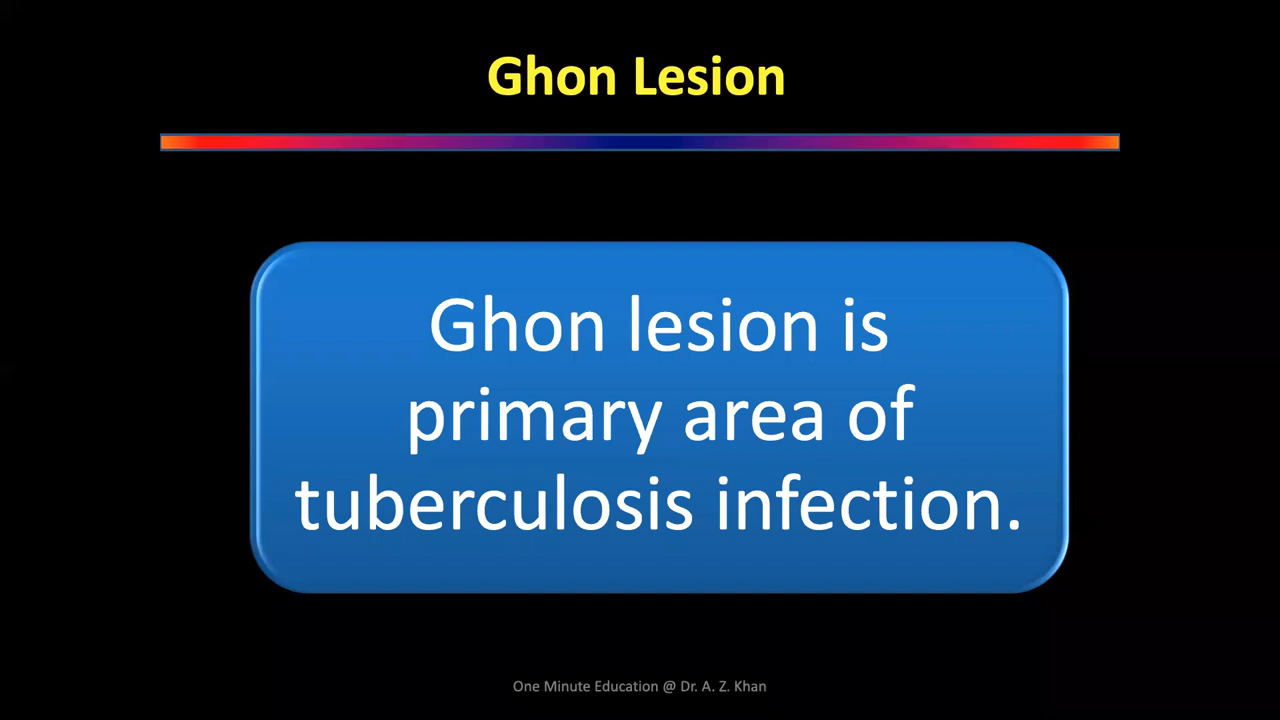 Ghon Lesion
Ghon lesion is
primary area of
tuberculosis infection.
One Minute Education @ Dr. A. Z. Khan